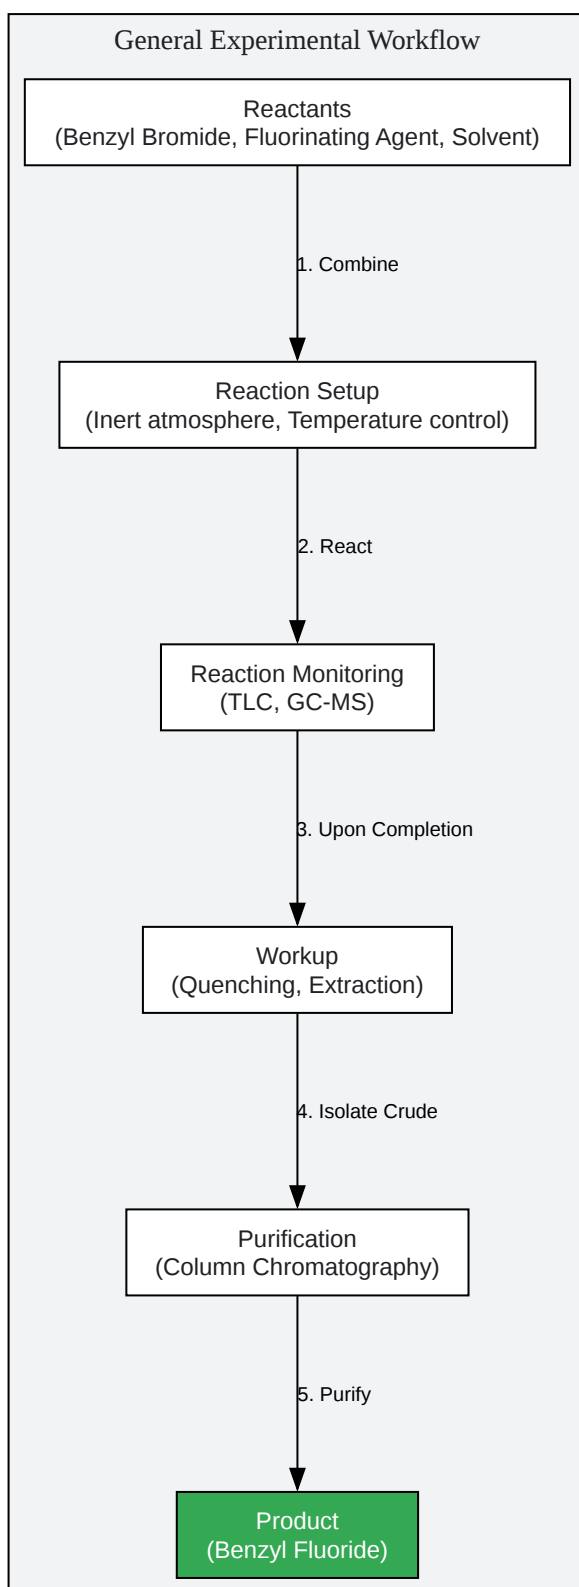 General Experimental Workflow
Reactants
(Benzyl Bromide, Fluorinating Agent, Solvent)
1. Combine
Reaction Setup
(Inert atmosphere, Temperature control)
2. React
Reaction Monitoring
(TLC, GC-MS)
3. Upon Completion
Workup
(Quenching, Extraction)
4. Isolate Crude
Purification
(Column Chromatography)
5. Purify
Product
(Benzyl Fluoride)